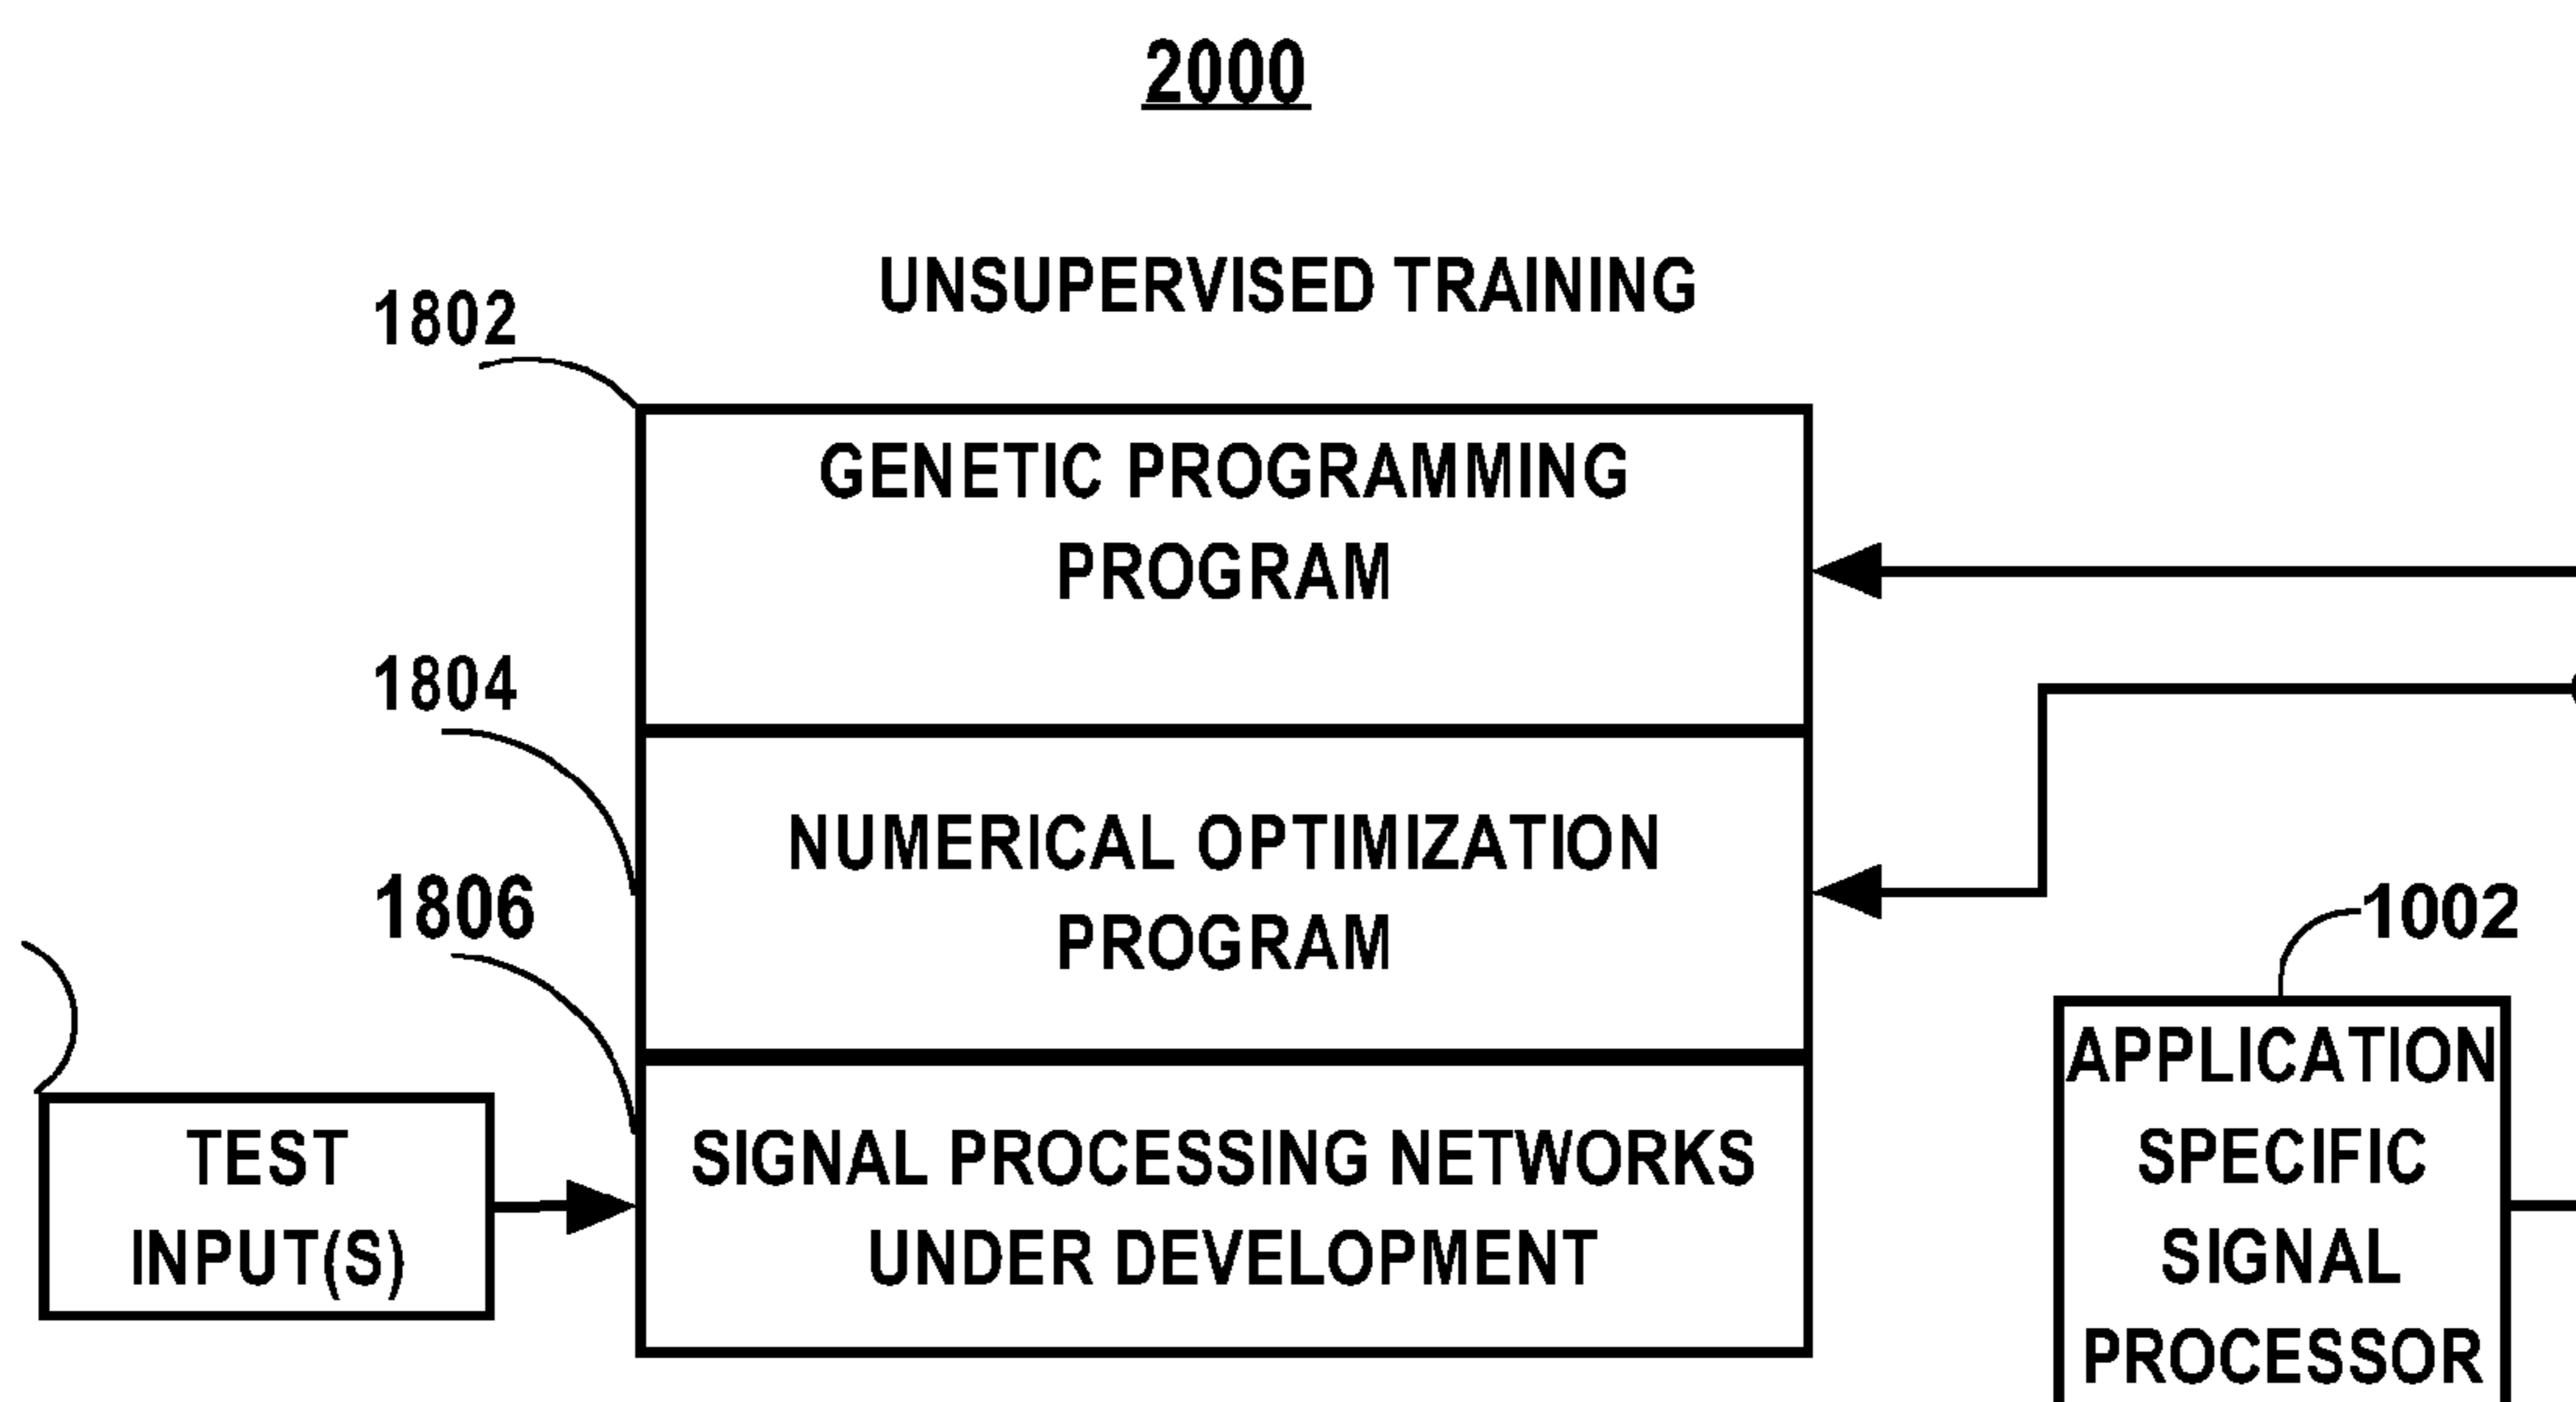 2000
UNSUPERVISED TRAINING
1802
GENETIC PROGRAMMING
PROGRAM
1804
NUMERICAL OPTIMIZATION
PROGRAM
1806
1002
TEST
INPUT(S)
SIGNAL PROCESSING NETWORKS
UNDER DEVELOPMENT
APPLICATION
SPECIFIC
SIGNAL
PROCESSOR